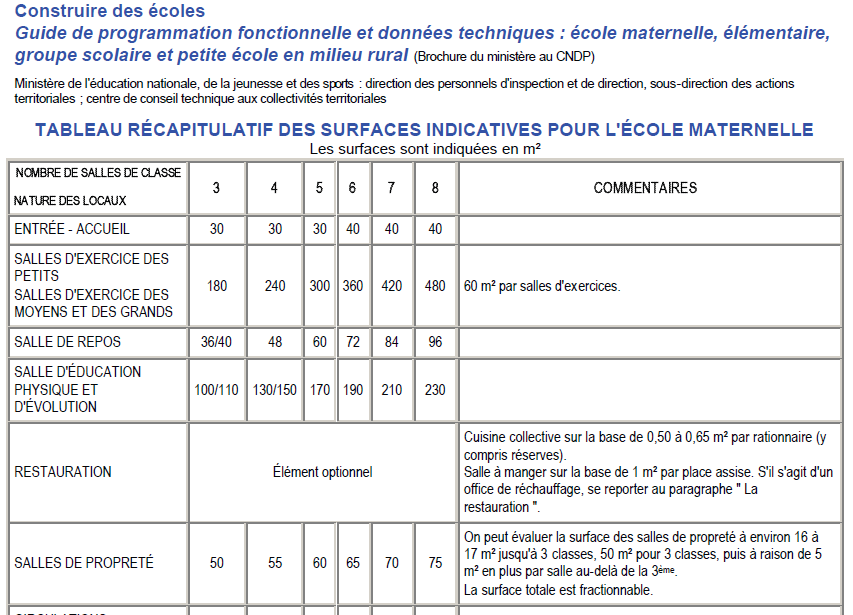 Construire des écoles
Guide de programmation fonctionnelle et données techniques : école maternelle, élémentaire,
groupe scolaire et petite école en milieu rural (Brochure du ministère au CNDP)
Ministère de l'éducation nationale, de la jeunesse et des sports : direction des personnels d'inspection et de direction, sous-direction des actions
territoriales ; centre de conseil technique aux collectivités territoriales
TABLEAU RÉCAPITULATIF DES SURFACES INDICATIVES POUR L'ÉCOLE MATERNELLE
Les surfaces sont indiquées en m²
NOMBRE DE SALLES DE CLASSE
NATURE DES LOCAUX
3 4 5 6 7 8 COMMENTAIRES
ENTRÉE - ACCUEIL 30 30 30 40 40 40
SALLES D'EXERCICE DES
PETITS
SALLES D'EXERCICE DES
MOYENS ET DES GRANDS
180 240 300 360 420 480 60 m² par salles d'exercices.
SALLE DE REPOS 36/40 48 60 72 84 96
SALLE D'ÉDUCATION
PHYSIQUE ET
D'ÉVOLUTION
100/110 130/150 170 190 210 230
RESTAURATION
Élément optionnel
Cuisine collective sur la base de 0,50 à 0,65 m² par rationnaire (y
compris réserves).
Salle à manger sur la base de 1 m² par place assise. S'il s'agit d'un
office de réchauffage, se reporter au paragraphe " La
restauration ".
SALLES DE PROPRETÉ 50 55 60 65 70 75
On peut évaluer la surface des salles de propreté à environ 16 à
17 m² jusqu'à 3 classes, 50 m² pour 3 classes, puis à raison de 5
m² en plus par salle au-delà de la 3ème.
La surface totale est fractionnable.